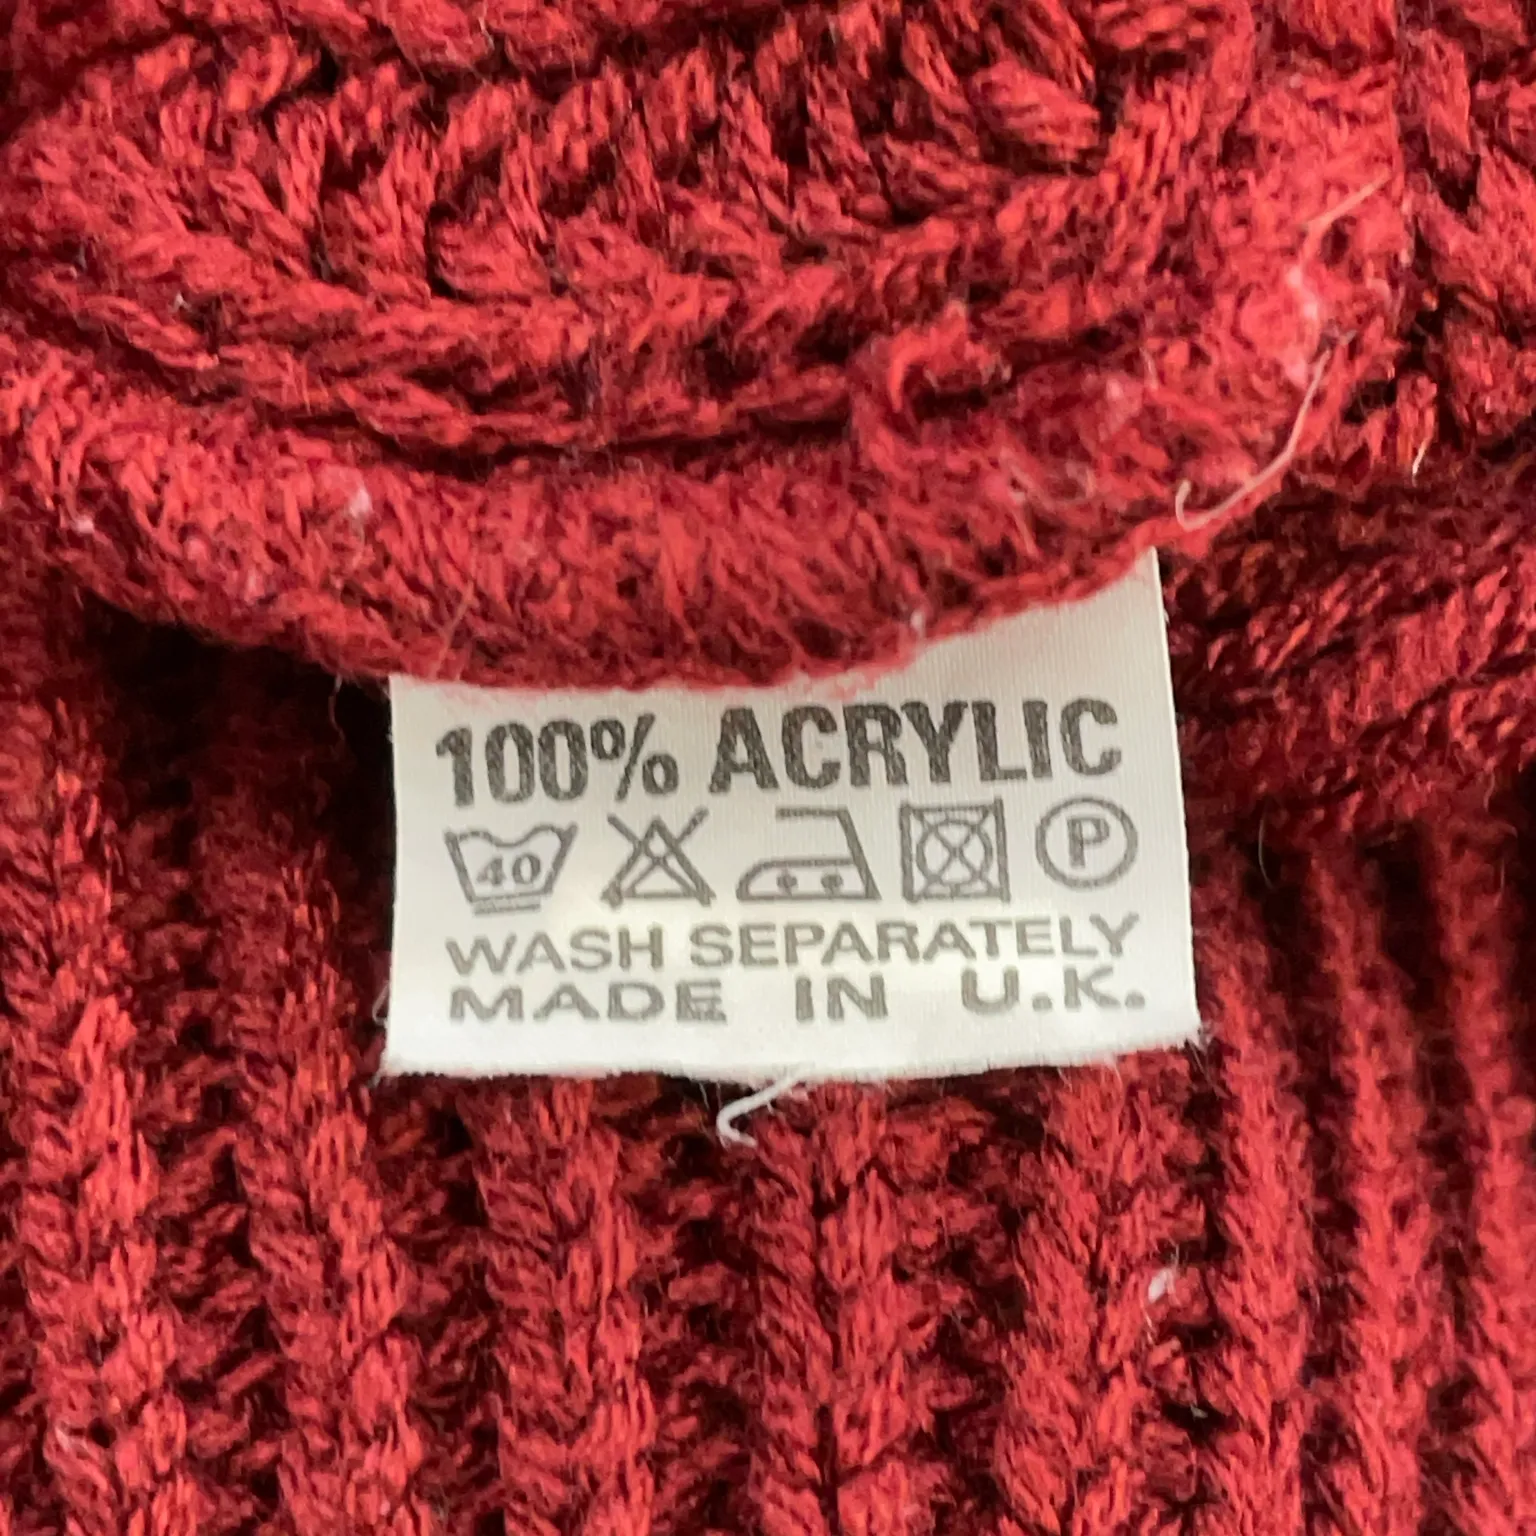 100% ACRYLIC
40 P
WASH SEPARATELY
MADE IN U.K.